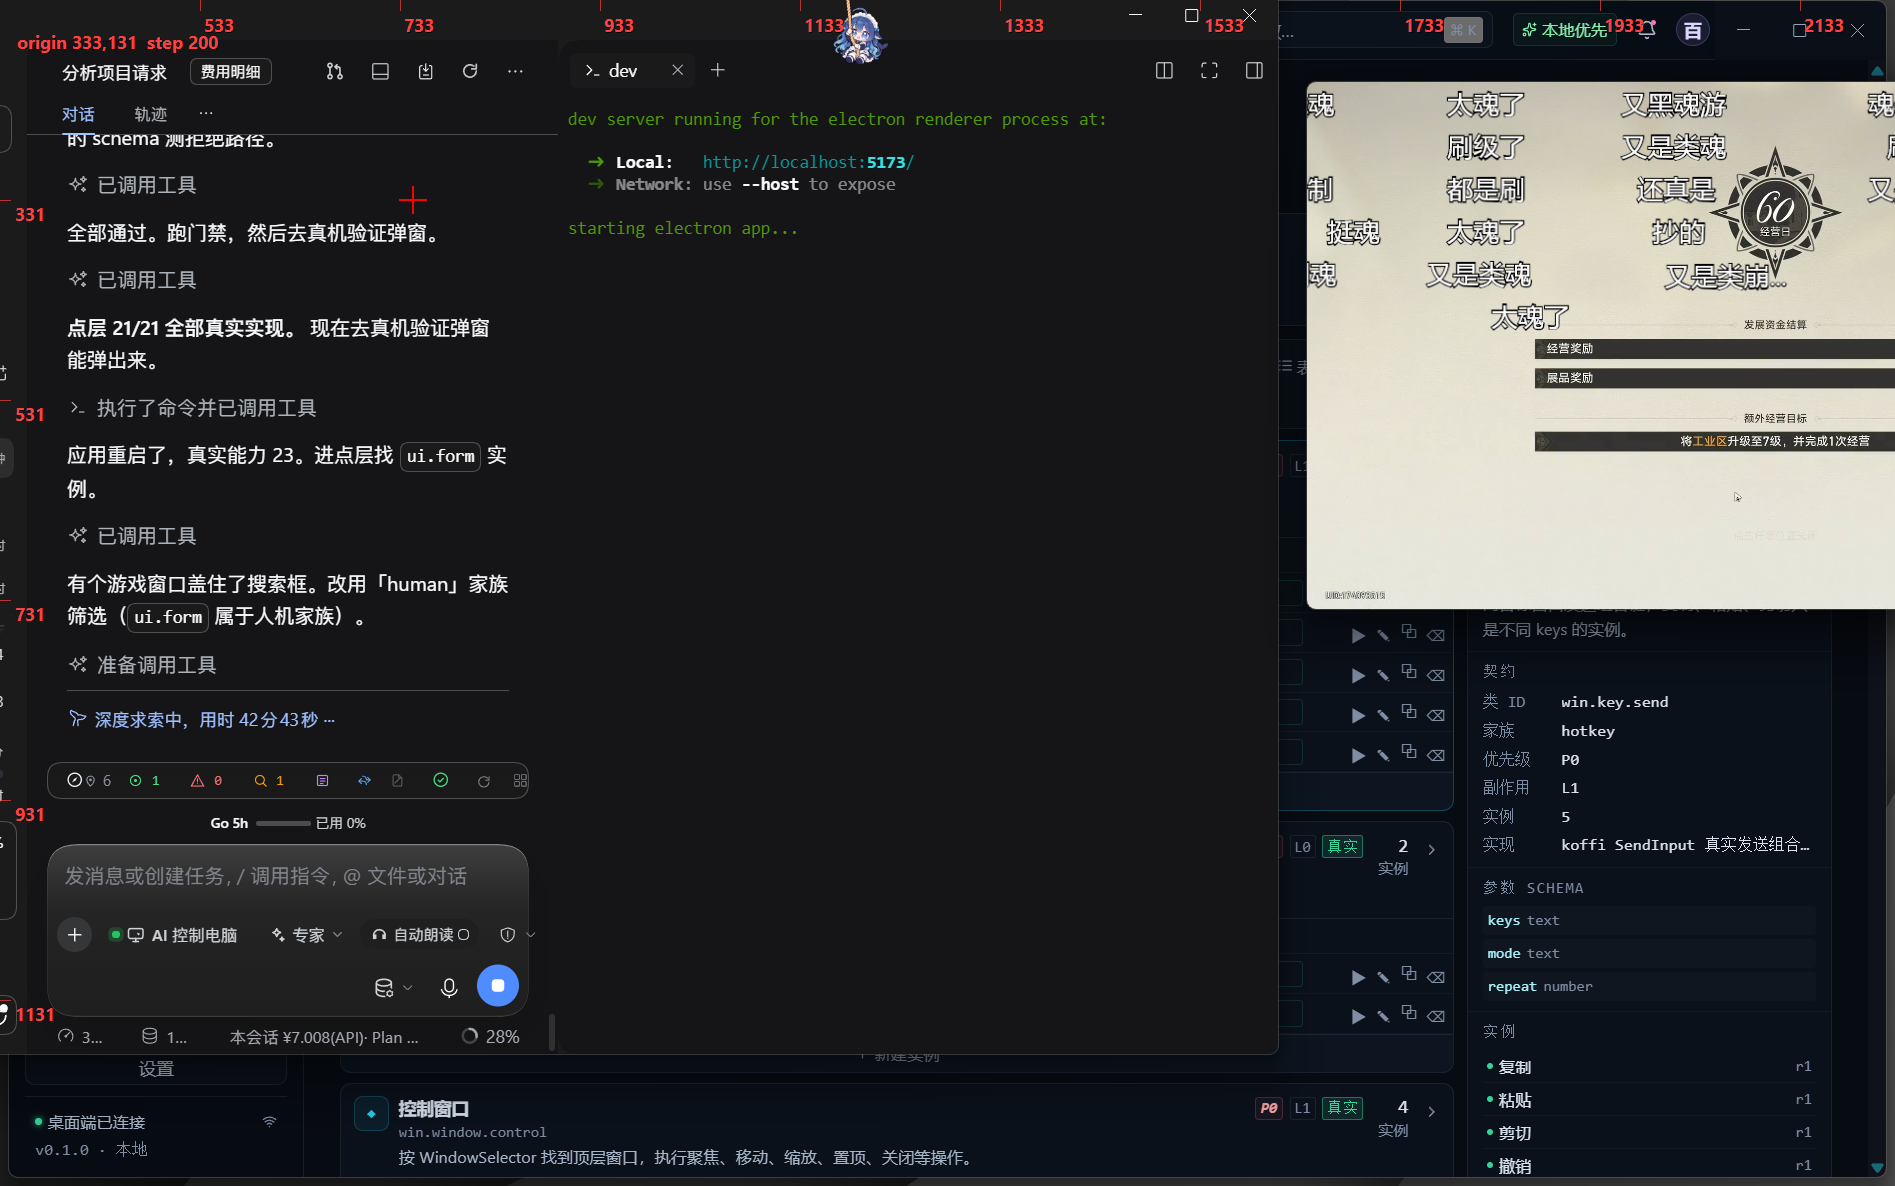 origin 333,131 step 200
533
733
933
1133
1333
1533
1733
1933
2133
331
531
731
931
1131
分析项目请求
费用明细
对话
轨迹
的 schema 测拒绝路径。
已调用工具
全部通过。跑门禁，然后去真机验证弹窗。
已调用工具
点层 21/21 全部真实实现。 现在去真机验证弹窗
能弹出来。
执行了命令并已调用工具
应用重启了，真实能力 23。进点层找 ui.form 实
例。
已调用工具
有个游戏窗口盖住了搜索框。改用「human」家族
筛选（ui.form 属于人机家族）。
准备调用工具
深度求索中，用时 42分43秒 ···
6
1
0
1
Go 5h
已用 0%
发消息或创建任务, / 调用指令, @ 文件或对话
AI 控制电脑
专家
自动朗读
3...
1...
本会话 ¥7.008(API)· Plan ...
28%
dev
dev server running for the electron renderer process at:
➜ Local: http://localhost:5173/
➜ Network: use --host to expose
starting electron app...
⌘ K
本地优先
百
魂
太魂了
又黑魂游
魂
刷级了
又是类魂
制
都是刷
还真是
又
挺魂
太魂了
抄的
魂
又是类魂
又是类崩...
太魂了
60
经营日
发展资金结算
经营奖励
展品奖励
额外经营目标
将工业区升级至7级，并完成1次经营
表
L1
是不同 keys 的实例。
契约
类 ID win.key.send
家族 hotkey
优先级 P0
副作用 L1
实例 5
实现 koffi SendInput 真实发送组合...
参数 SCHEMA
keys text
mode text
repeat number
实例
复制 r1
粘贴 r1
剪切 r1
撤销 r1
L0
真实
2
实例
+ 新建实例
设置
桌面端已连接
v0.1.0 · 本地
控制窗口
win.window.control
按 WindowSelector 找到顶层窗口，执行聚焦、移动、缩放、置顶、关闭等操作。
P0
L1
真实
4
实例